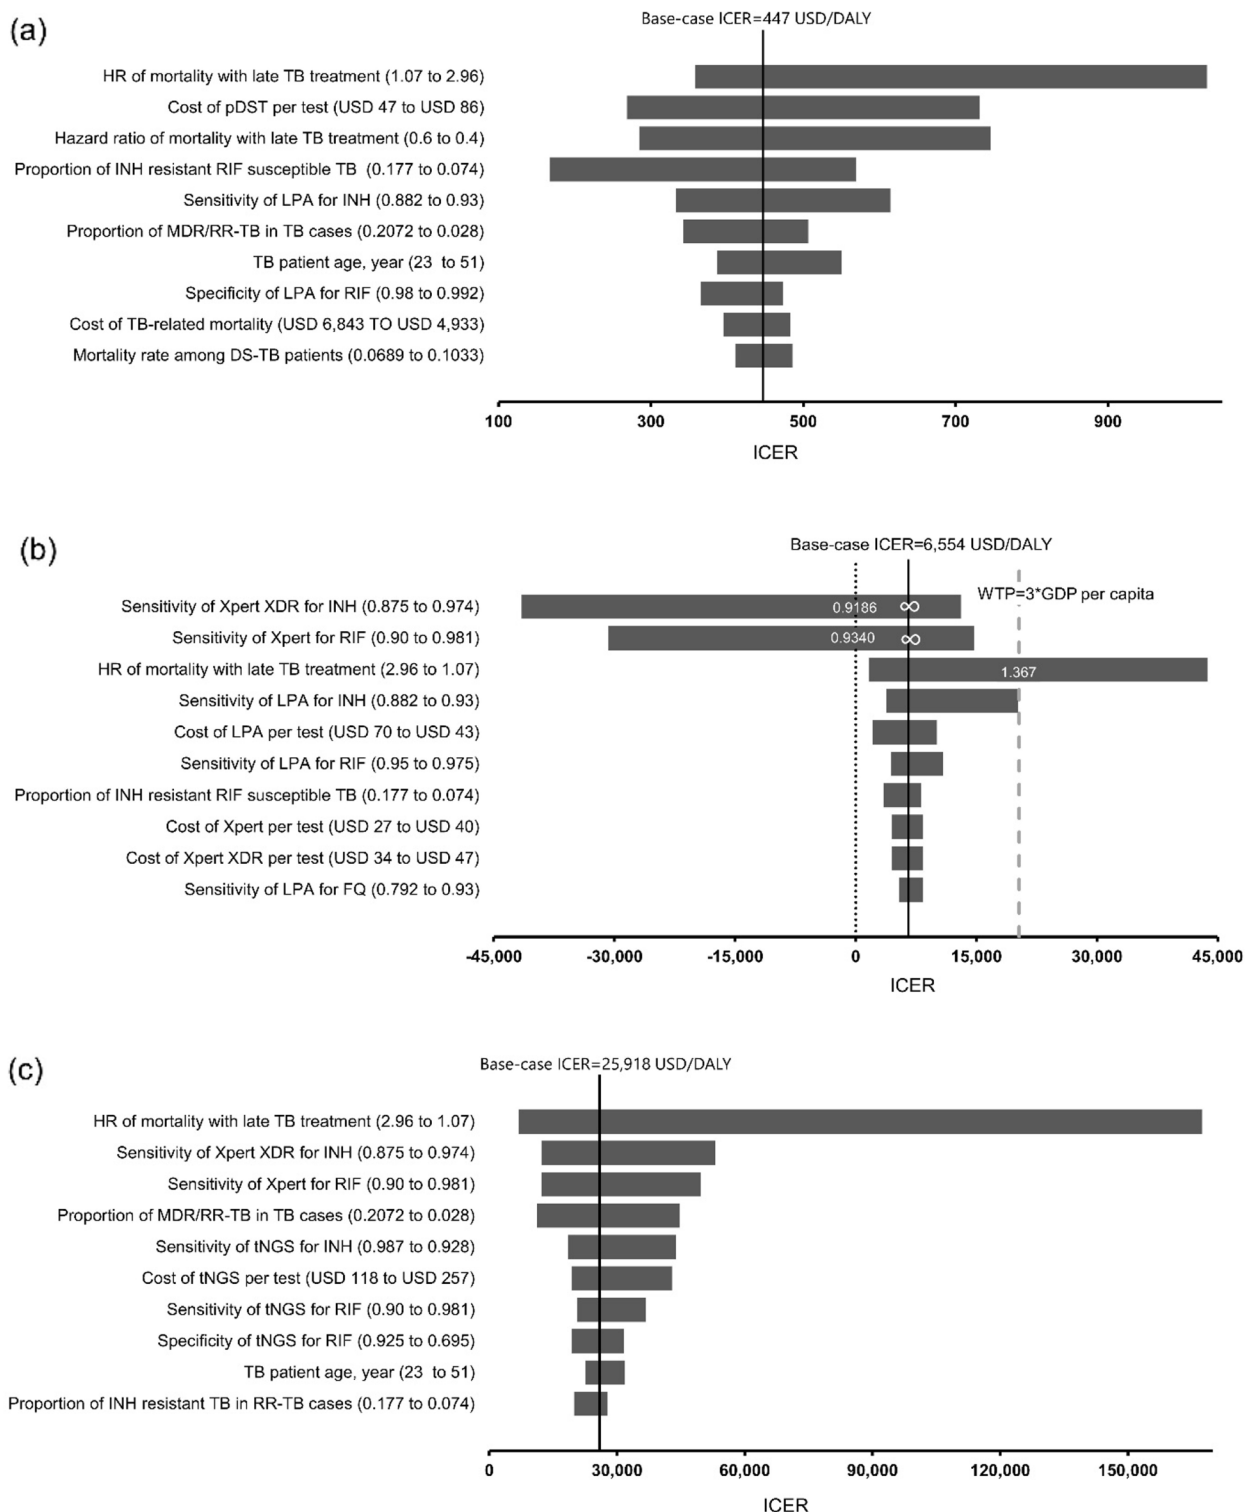 (a)
Base-case ICER=447 USD/DALY
HR of mortality with late TB treatment (1.07 to 2.96)
Cost of pDST per test (USD 47 to USD 86)
Hazard ratio of mortality with late TB treatment (0.6 to 0.4)
Proportion of INH resistant RIF susceptible TB (0.177 to 0.074)
Sensitivity of LPA for INH (0.882 to 0.93)
Proportion of MDR/RR-TB in TB cases (0.2072 to 0.028)
TB patient age, year (23 to 51)
Specificity of LPA for RIF (0.98 to 0.992)
Cost of TB-related mortality (USD 6,843 TO USD 4,933)
Mortality rate among DS-TB patients (0.0689 to 0.1033)
100 300 500 700 900
ICER
(b)
Base-case ICER=6,554 USD/DALY
WTP=3*GDP per capita
Sensitivity of Xpert XDR for INH (0.875 to 0.974) 0.9186 ∞
Sensitivity of Xpert for RIF (0.90 to 0.981) 0.9340 ∞
HR of mortality with late TB treatment (2.96 to 1.07) 1.367
Sensitivity of LPA for INH (0.882 to 0.93)
Cost of LPA per test (USD 70 to USD 43)
Sensitivity of LPA for RIF (0.95 to 0.975)
Proportion of INH resistant RIF susceptible TB (0.177 to 0.074)
Cost of Xpert per test (USD 27 to USD 40)
Cost of Xpert XDR per test (USD 34 to USD 47)
Sensitivity of LPA for FQ (0.792 to 0.93)
-45,000 -30,000 -15,000 0 15,000 30,000 45,000
ICER
(c)
Base-case ICER=25,918 USD/DALY
HR of mortality with late TB treatment (2.96 to 1.07)
Sensitivity of Xpert XDR for INH (0.875 to 0.974)
Sensitivity of Xpert for RIF (0.90 to 0.981)
Proportion of MDR/RR-TB in TB cases (0.2072 to 0.028)
Sensitivity of tNGS for INH (0.987 to 0.928)
Cost of tNGS per test (USD 118 to USD 257)
Sensitivity of tNGS for RIF (0.90 to 0.981)
Specificity of tNGS for RIF (0.925 to 0.695)
TB patient age, year (23 to 51)
Proportion of INH resistant TB in RR-TB cases (0.177 to 0.074)
0 30,000 60,000 90,000 120,000 150,000
ICER